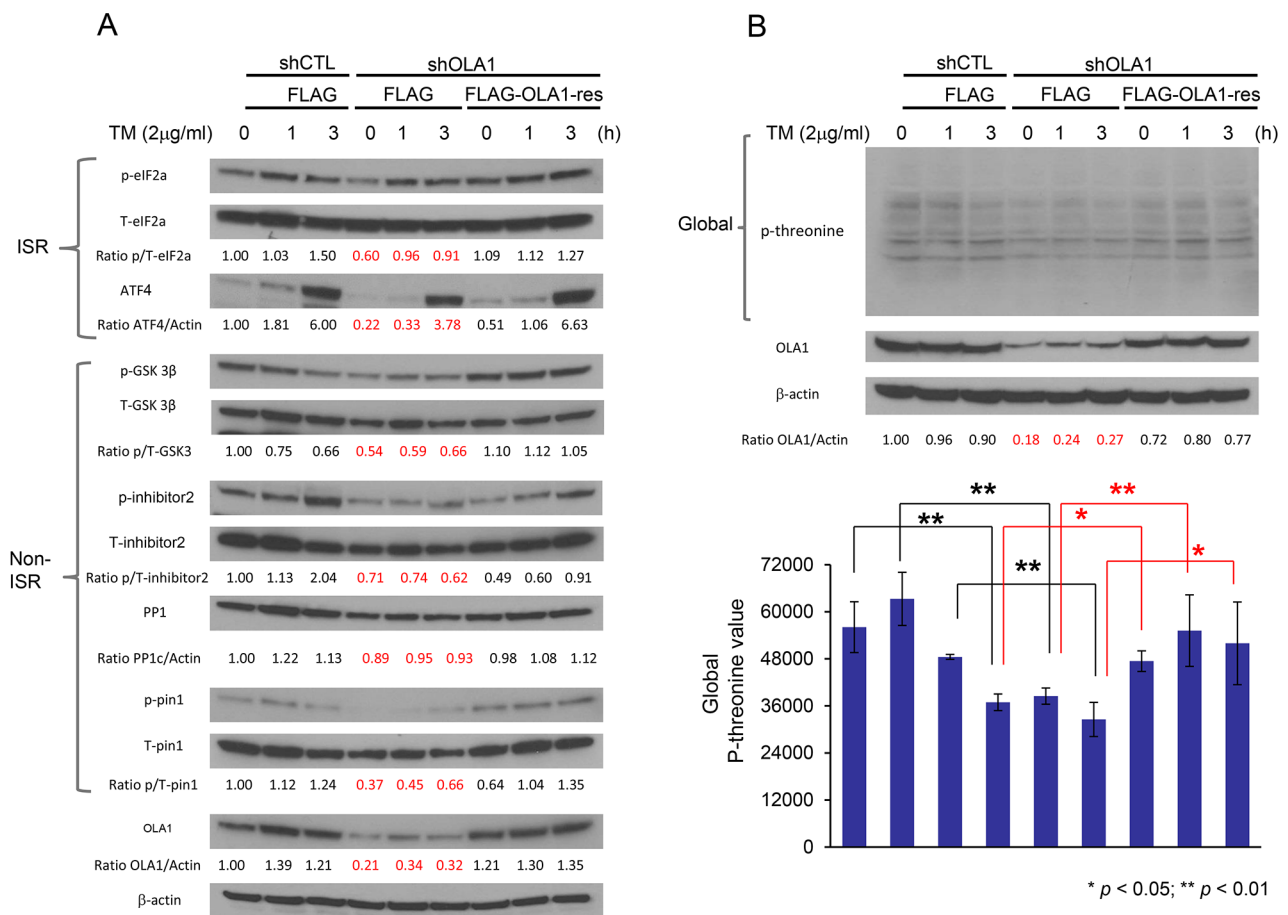 A
shCTL shOLA1
FLAG FLAG FLAG-OLA1-res
TM (2µg/ml) 0 1 3 0 1 3 0 1 3 (h)
ISR
p-eIF2a
T-eIF2a
Ratio p/T-eIF2a 1.00 1.03 1.50 0.60 0.96 0.91 1.09 1.12 1.27
ATF4
Ratio ATF4/Actin 1.00 1.81 6.00 0.22 0.33 3.78 0.51 1.06 6.63
Non-
ISR
p-GSK 3β
T-GSK 3β
Ratio p/T-GSK3 1.00 0.75 0.66 0.54 0.59 0.66 1.10 1.12 1.05
p-inhibitor2
T-inhibitor2
Ratio p/T-inhibitor2 1.00 1.13 2.04 0.71 0.74 0.62 0.49 0.60 0.91
PP1
Ratio PP1c/Actin 1.00 1.22 1.13 0.89 0.95 0.93 0.98 1.08 1.12
p-pin1
T-pin1
Ratio p/T-pin1 1.00 1.12 1.24 0.37 0.45 0.66 0.64 1.04 1.35
OLA1
Ratio OLA1/Actin 1.00 1.39 1.21 0.21 0.34 0.32 1.21 1.30 1.35
β-actin
B
shCTL shOLA1
FLAG FLAG FLAG-OLA1-res
TM (2µg/ml) 0 1 3 0 1 3 0 1 3 (h)
Global
p-threonine
OLA1
β-actin
Ratio OLA1/Actin 1.00 0.96 0.90 0.18 0.24 0.27 0.72 0.80 0.77
** **
** *
** *
Global
P-threonine value
72000
60000
48000
36000
24000
12000
0
* p < 0.05; ** p < 0.01